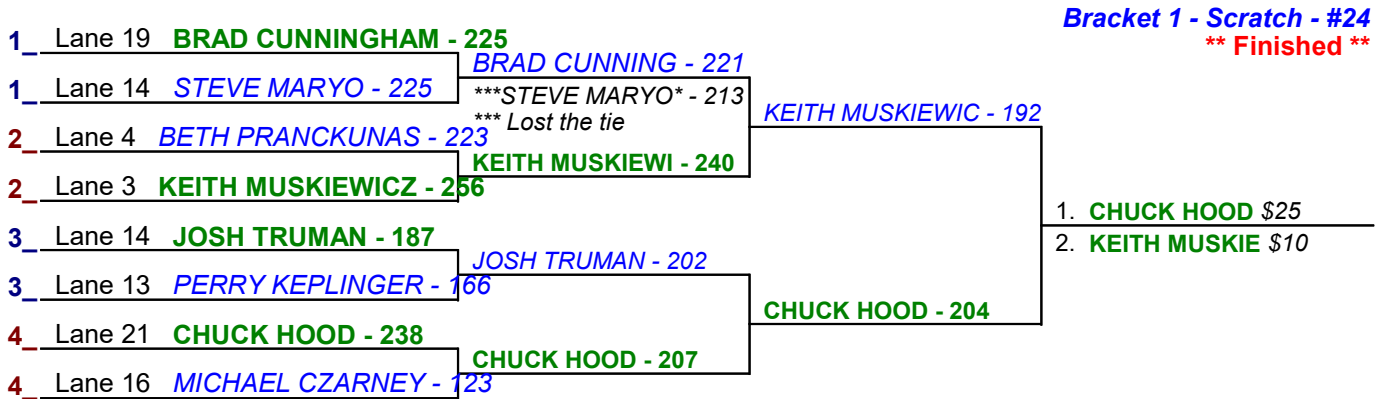 Bracket 1 - Scratch - #24
** Finished **
1_ Lane 19 BRAD CUNNINGHAM - 225
BRAD CUNNING - 221
1_ Lane 14 STEVE MARYO - 225
***STEVE MARYO* - 213
*** Lost the tie
KEITH MUSKIEWIC - 192
2_ Lane 4 BETH PRANCKUNAS - 223
KEITH MUSKIEWI - 240
2_ Lane 3 KEITH MUSKIEWICZ - 256
1. CHUCK HOOD $25
2. KEITH MUSKIE $10
3_ Lane 14 JOSH TRUMAN - 187
JOSH TRUMAN - 202
3_ Lane 13 PERRY KEPLINGER - 166
CHUCK HOOD - 204
4_ Lane 21 CHUCK HOOD - 238
CHUCK HOOD - 207
4_ Lane 16 MICHAEL CZARNEY - 123